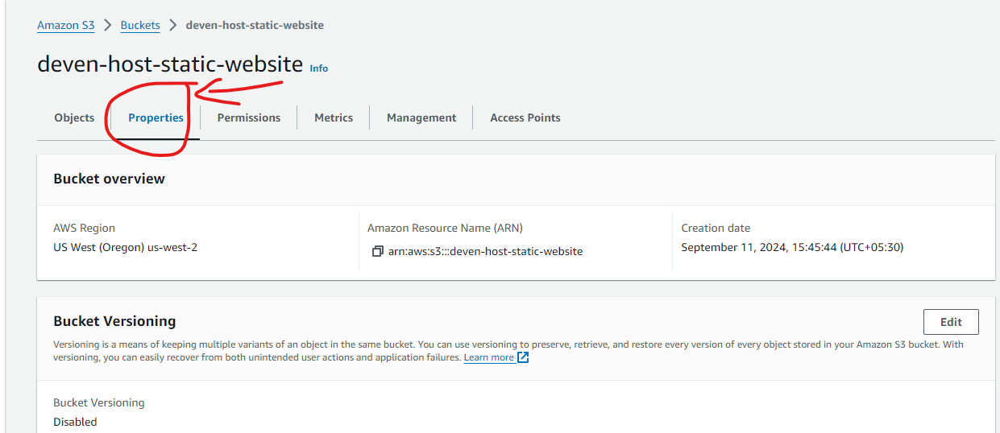 Amazon S3 > Buckets > deven-host-static-website
deven-host-static-website Info
Objects Properties Permissions Metrics Management Access Points
Bucket overview
AWS Region Amazon Resource Name (ARN) Creation date
US West (Oregon) us-west-2 arn:aws:s3:::deven-host-static-website September 11, 2024, 15:45:44 (UTC+05:30)
Bucket Versioning Edit
Versioning is a means of keeping multiple variants of an object in the same bucket. You can use versioning to preserve, retrieve, and restore every version of every object stored in your Amazon S3 bucket. With
versioning, you can easily recover from both unintended user actions and application failures. Learn more
Bucket Versioning
Disabled